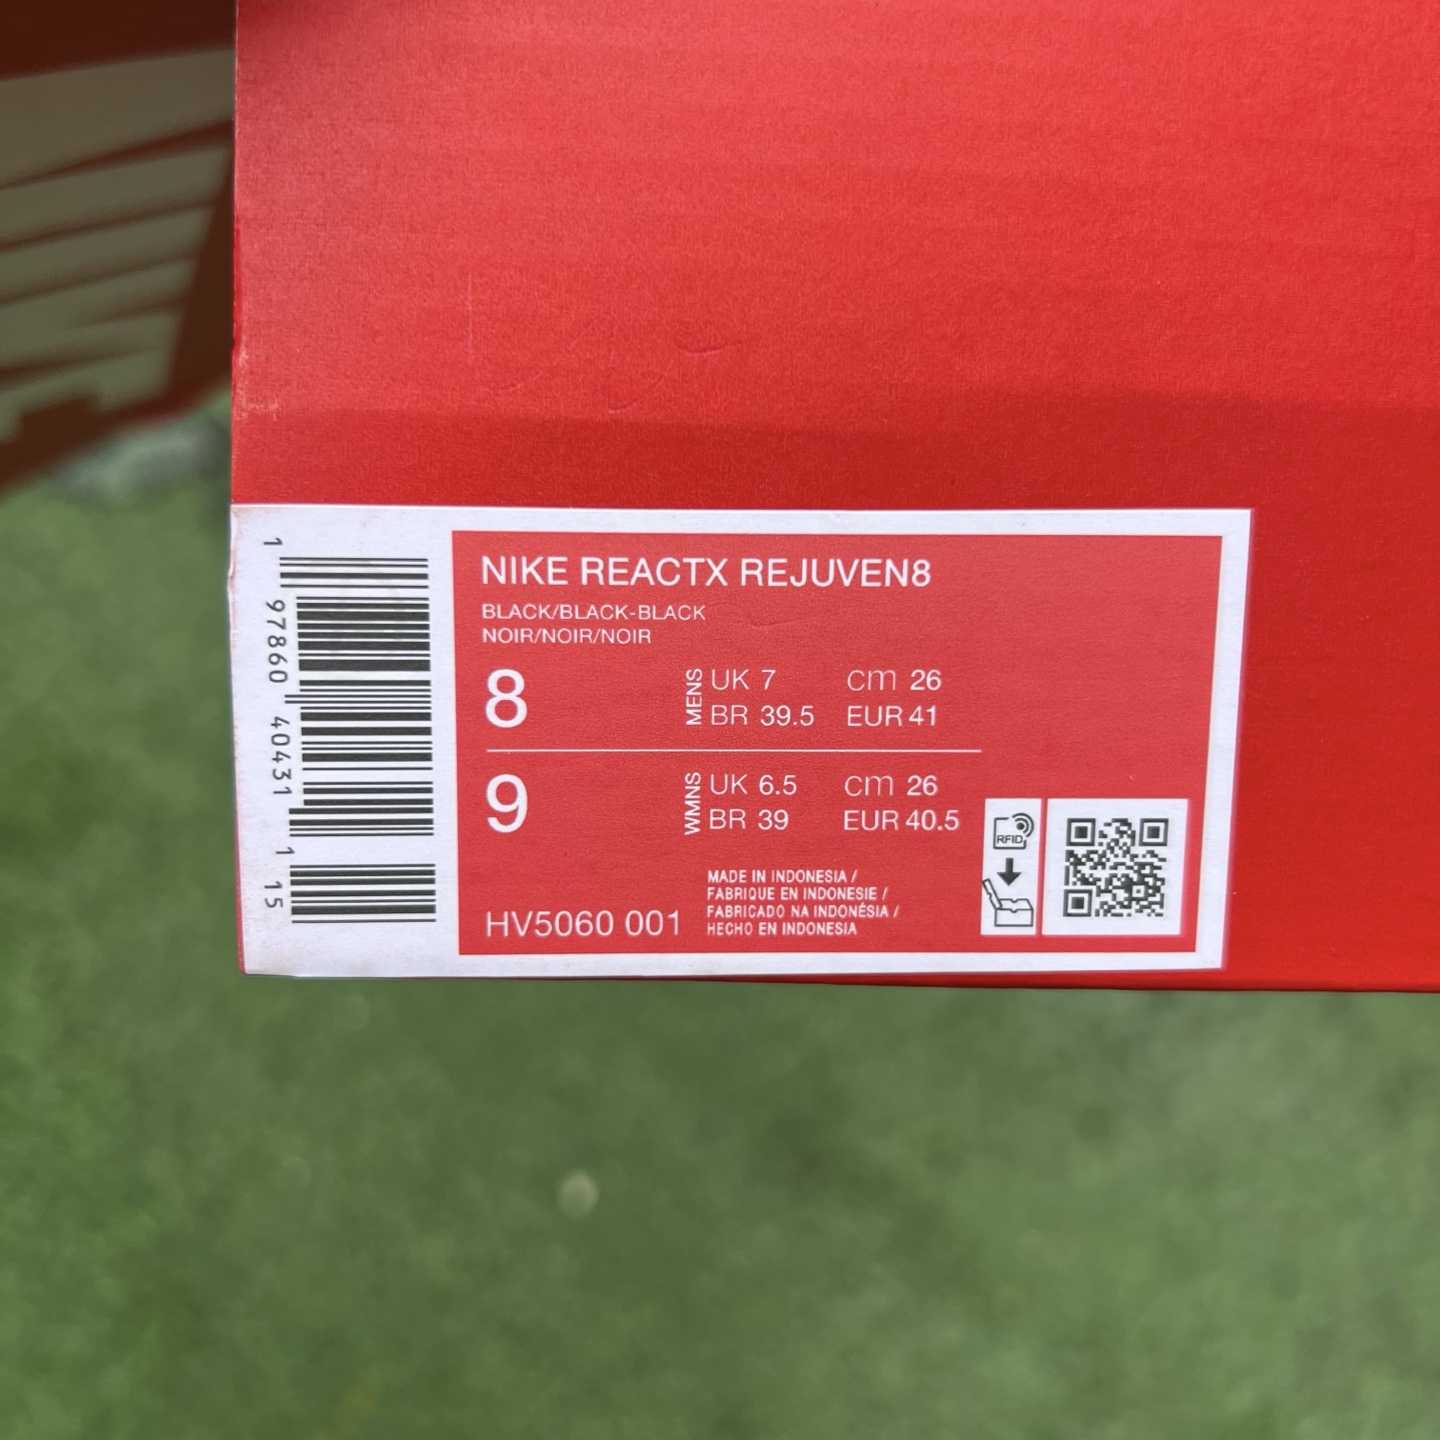 NIKE REACTX REJUVEN8
BLACK/BLACK-BLACK
NOIR/NOIR/NOIR
8 MENS UK 7 cm 26
BR 39.5 EUR 41
9 WMNS UK 6.5 cm 26
BR 39 EUR 40.5
HV5060 001
MADE IN INDONESIA /
FABRIQUE EN INDONESIE /
FABRICADO NA INDONÉSIA /
HECHO EN INDONESIA
RFID
1 97860 40431 1 15